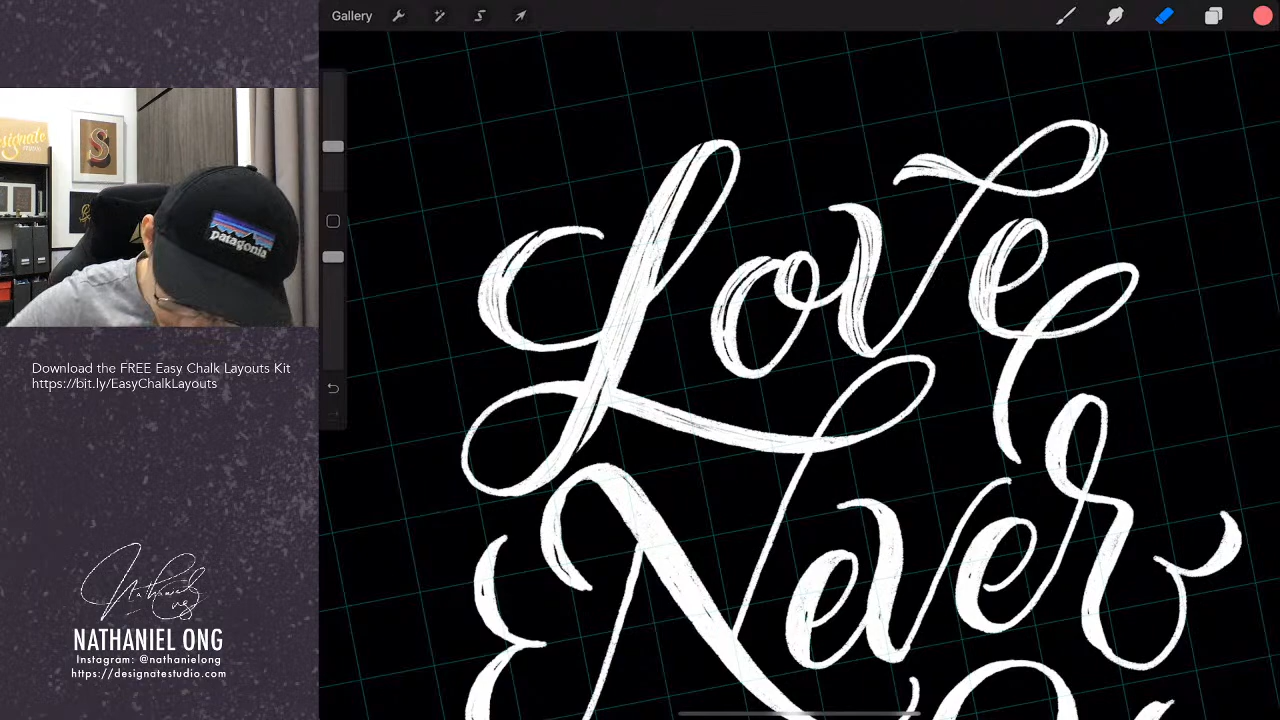 Gallery
esignate
S
patagonia
Download the FREE Easy Chalk Layouts Kit
https://bit.ly/EasyChalkLayouts
NATHANIEL ONG
Instagram: @nathanielong
https://designatestudio.com
Love
Never